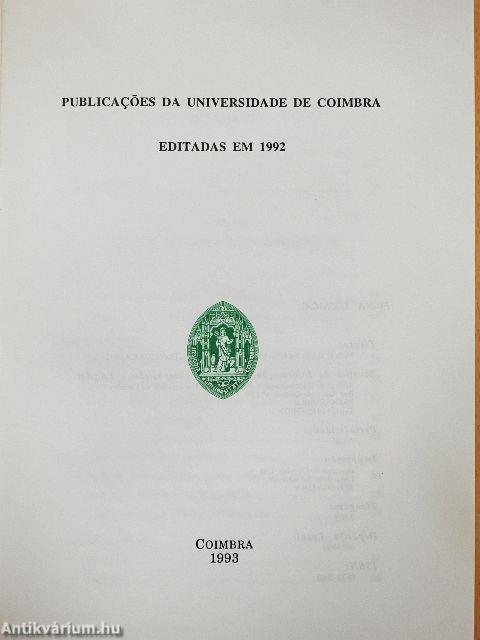 PUBLICAÇÕES DA UNIVERSIDADE DE COIMBRA
EDITADAS EM 1992
COIMBRA
1993
Antikvárium.hu